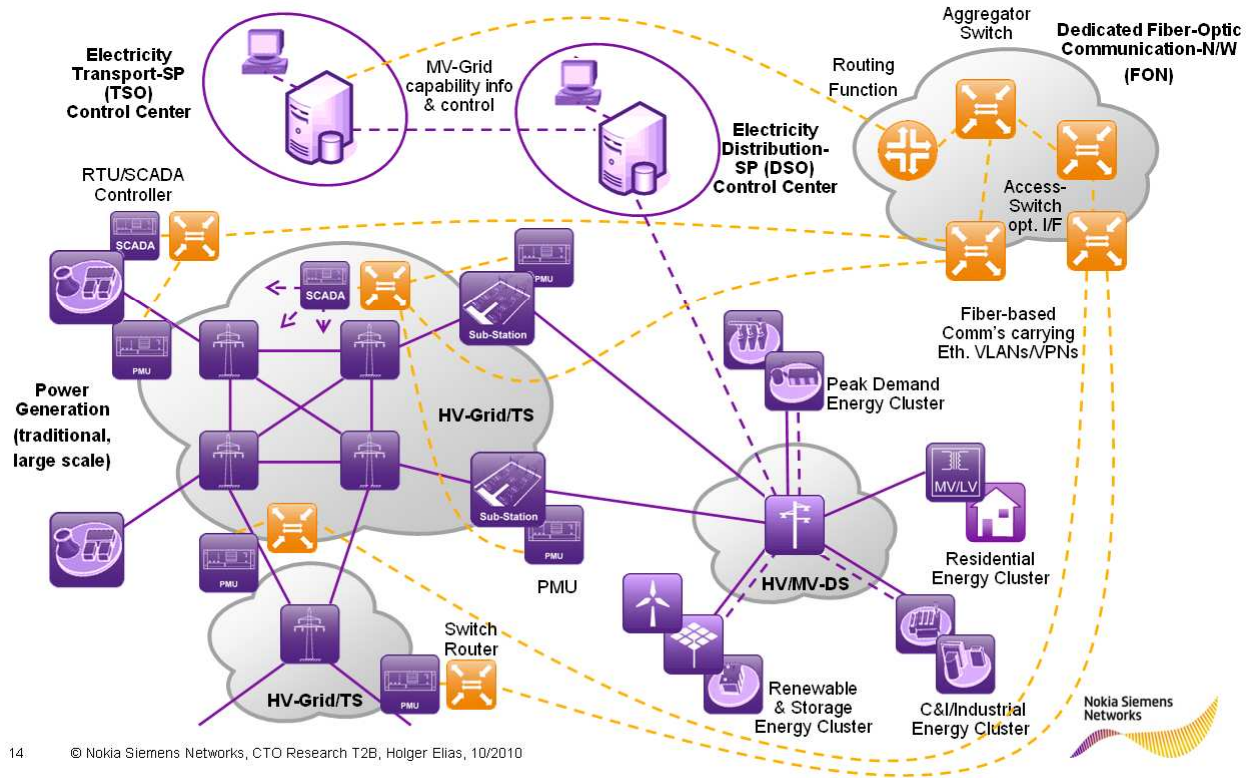 Electricity
Transport-SP
(TSO)
Control Center
MV-Grid
capability info
& control
Electricity
Distribution-
SP (DSO)
Control Center
Aggregator
Switch
Dedicated Fiber-Optic
Communication-N/W
(FON)
Routing
Function
Access-
Switch
opt. I/F
RTU/SCADA
Controller
SCADA
PMU
SCADA
PMU
Sub-Station
Fiber-based
Comm's carrying
Eth. VLANs/VPNs
Power
Generation
(traditional,
large scale)
HV-Grid/TS
Peak Demand
Energy Cluster
Sub-Station
MV/LV
PMU
PMU
PMU
Residential
Energy Cluster
HV/MV-DS
Switch
Router
PMU
HV-Grid/TS
Renewable
& Storage
Energy Cluster
C&I/Industrial
Energy Cluster
Nokia Siemens
Networks
14 © Nokia Siemens Networks, CTO Research T2B, Holger Elias, 10/2010